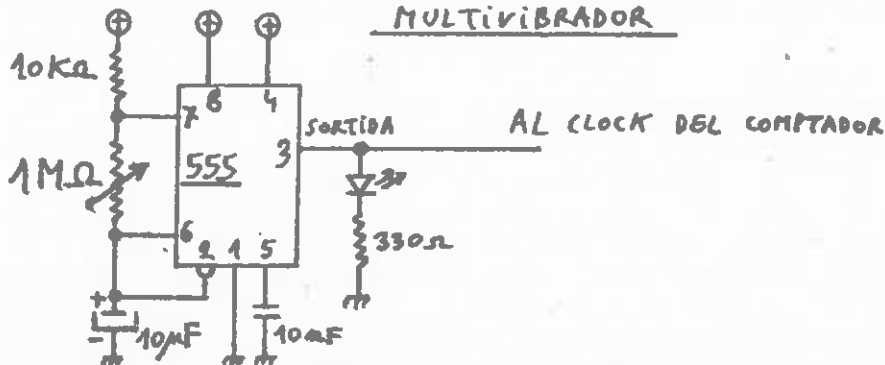 MULTIVIBRADOR
10KΩ
8
4
7
SORTIDA
AL CLOCK DEL COMPTADOR
3
1MΩ
555
6
2 1 5
330Ω
+
-
10μF
10nF